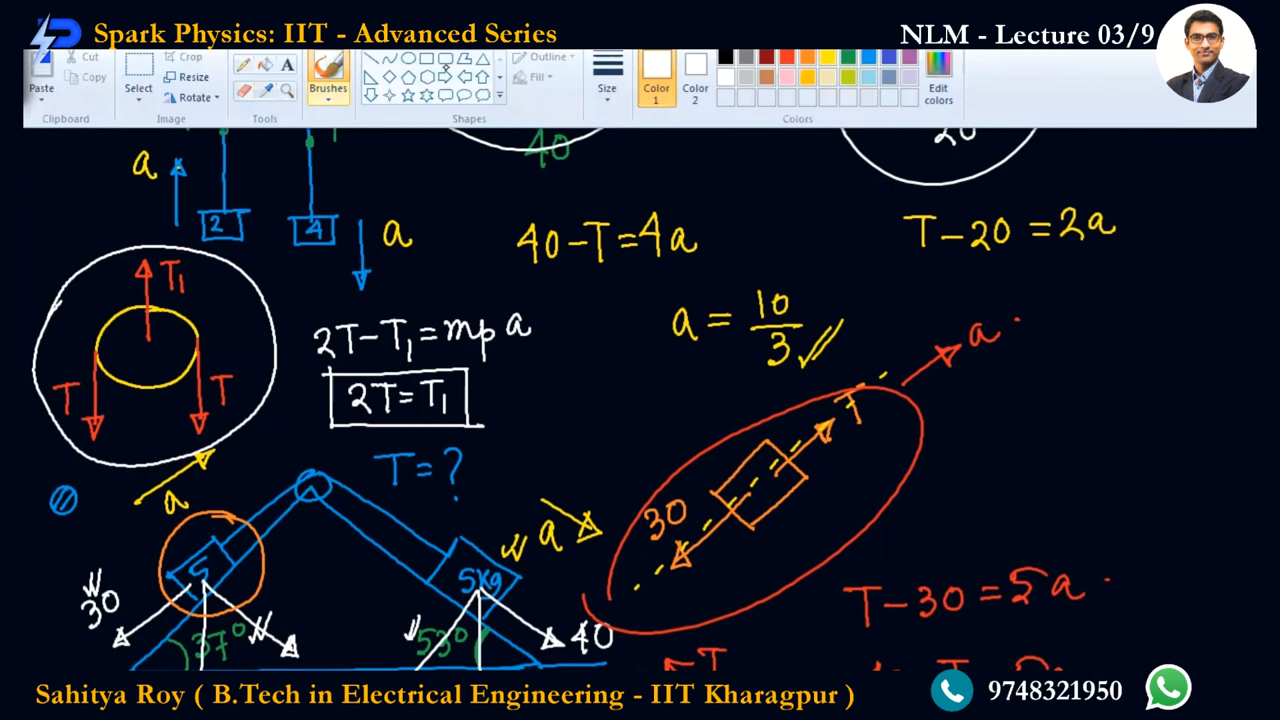 Spark Physics: IIT - Advanced Series
NLM - Lecture 03/9
Cut
Crop
Outline
Copy
Resize
Fill
Paste
Select
Rotate
A
Brushes
Size
Color
1
Color
2
Edit
colors
Clipboard
Image
Tools
Shapes
Colors
40
20
a
2
4
a
40-T=4a
T-20=2a
T₁
T
T
2T-T₁=mp a
2T=T₁
a = 10/3
a
T
30
a
T=?
a
5
5kg
30
37°
53°
40
T-30=5a
T
Sahitya Roy ( B.Tech in Electrical Engineering - IIT Kharagpur )
9748321950